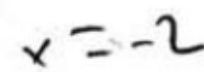 x = -2